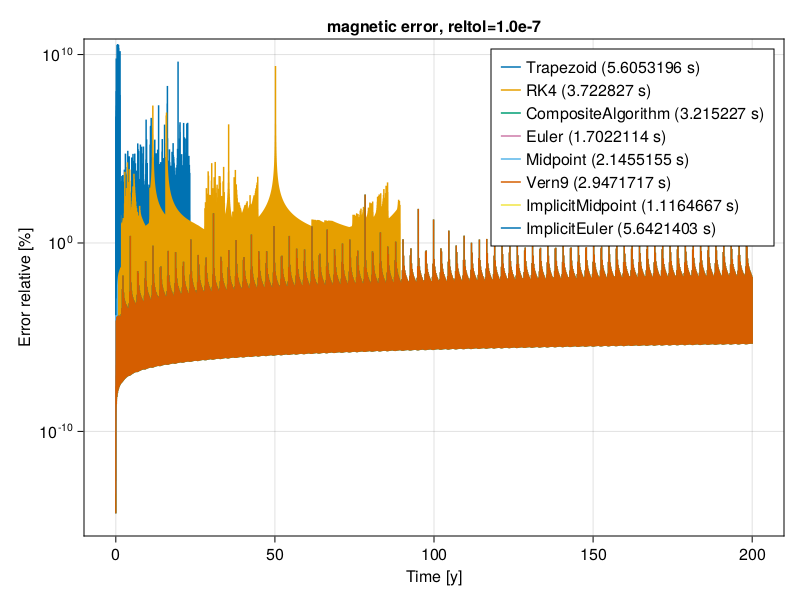 magnetic error, reltol=1.0e-7
10^10
10^0
10^-10
Error relative [%]
Trapezoid (5.6053196 s)
RK4 (3.722827 s)
CompositeAlgorithm (3.215227 s)
Euler (1.7022114 s)
Midpoint (2.1455155 s)
Vern9 (2.9471717 s)
ImplicitMidpoint (1.1164667 s)
ImplicitEuler (5.6421403 s)
0 50 100 150 200
Time [y]